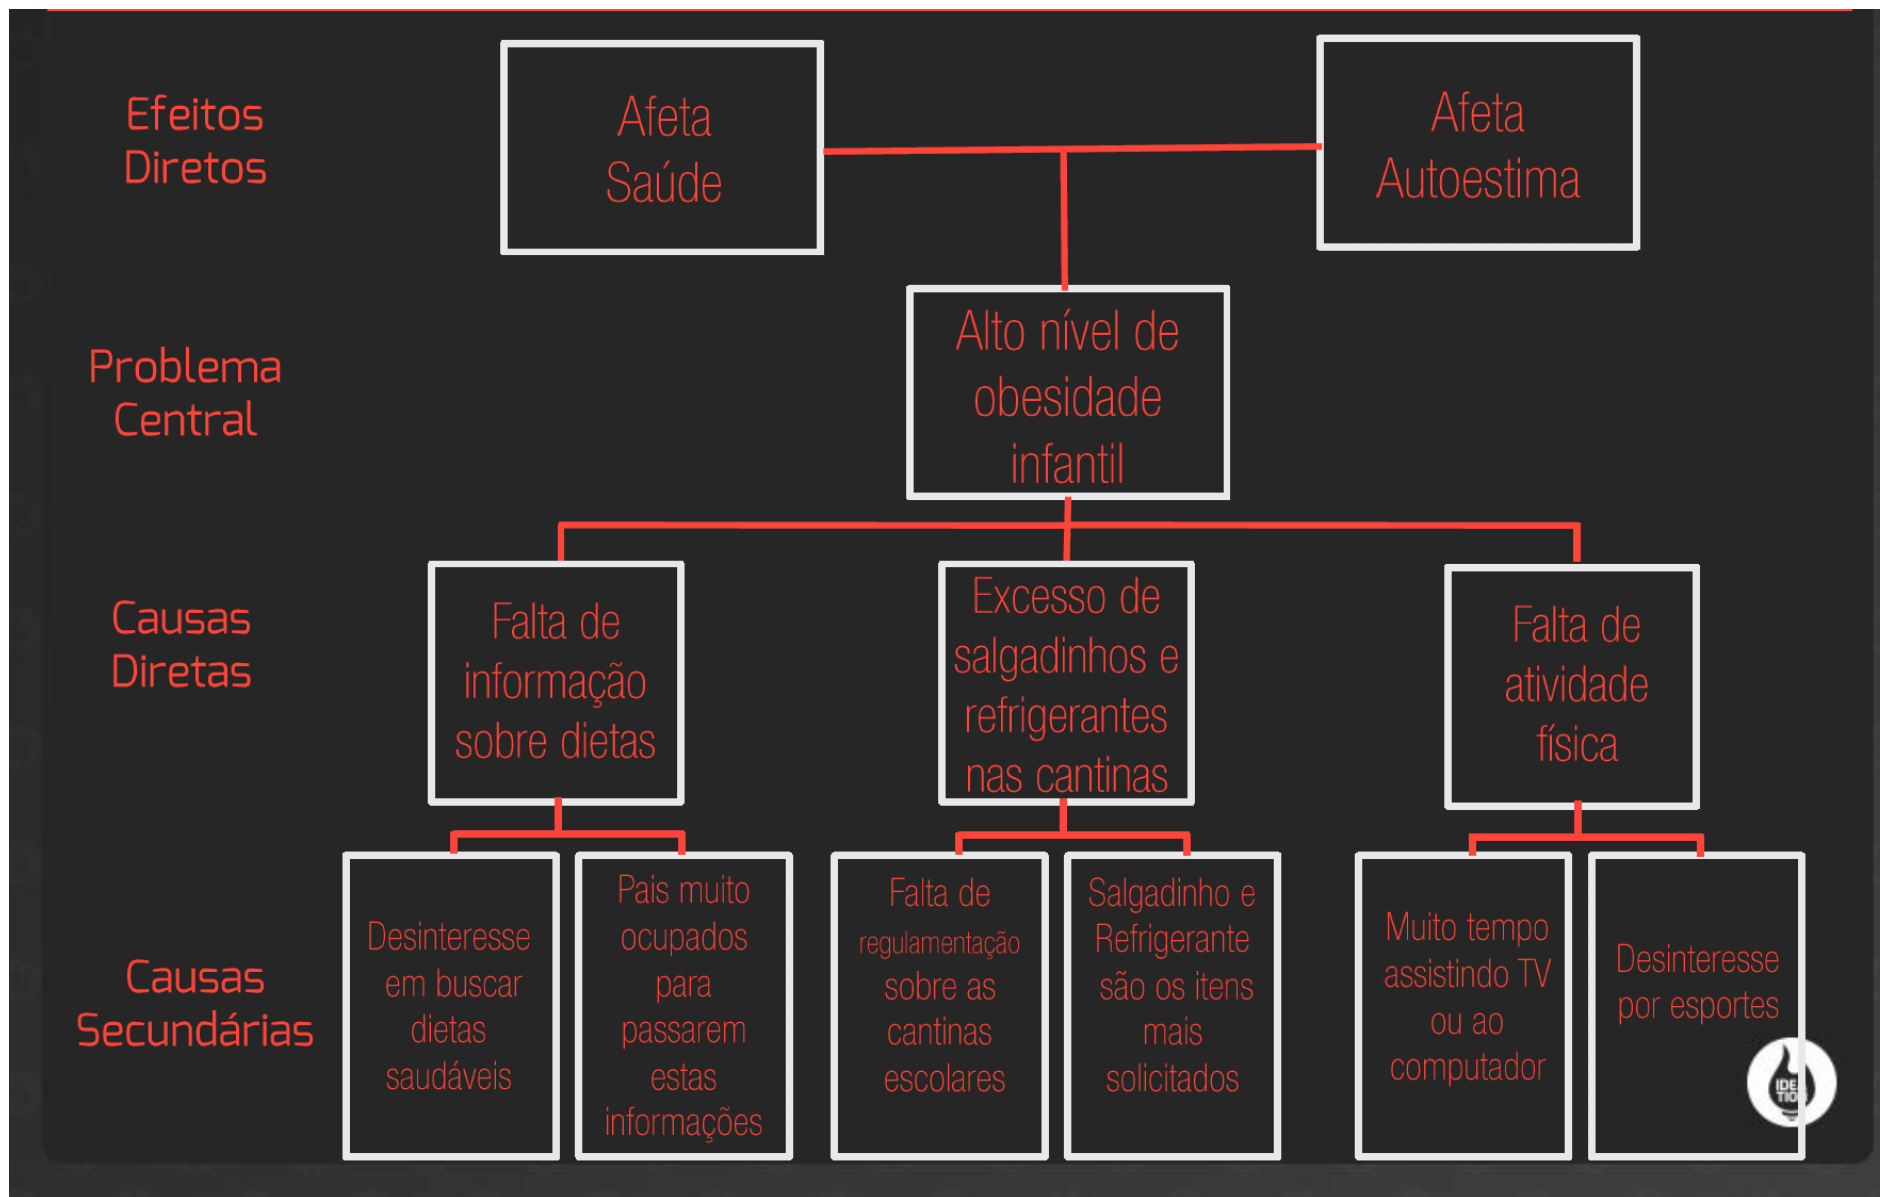 Efeitos
Diretos
Afeta
Saúde
Afeta
Autoestima
Problema
Central
Alto nível de
obesidade
infantil
Causas
Diretas
Falta de
informação
sobre dietas
Excesso de
salgadinhos e
refrigerantes
nas cantinas
Falta de
atividade
física
Causas
Secundárias
Desinteresse
em buscar
dietas
saudáveis
Pais muito
ocupados
para
passarem
estas
informações
Falta de
regulamentação
sobre as
cantinas
escolares
Salgadinho e
Refrigerante
são os itens
mais
solicitados
Muito tempo
assistindo TV
ou ao
computador
Desinteresse
por esportes